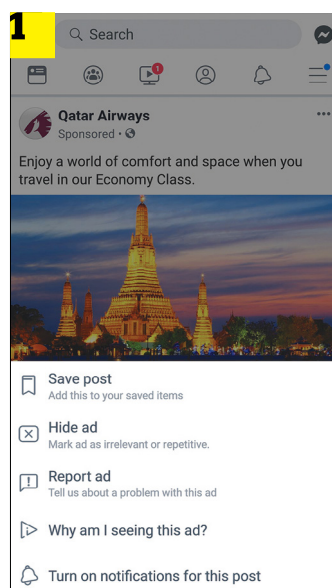 1
Search
1
Qatar Airways
Sponsored ·
Enjoy a world of comfort and space when you
travel in our Economy Class.
Save post
Add this to your saved items
Hide ad
Mark ad as irrelevant or repetitive.
Report ad
Tell us about a problem with this ad
Why am I seeing this ad?
Turn on notifications for this post